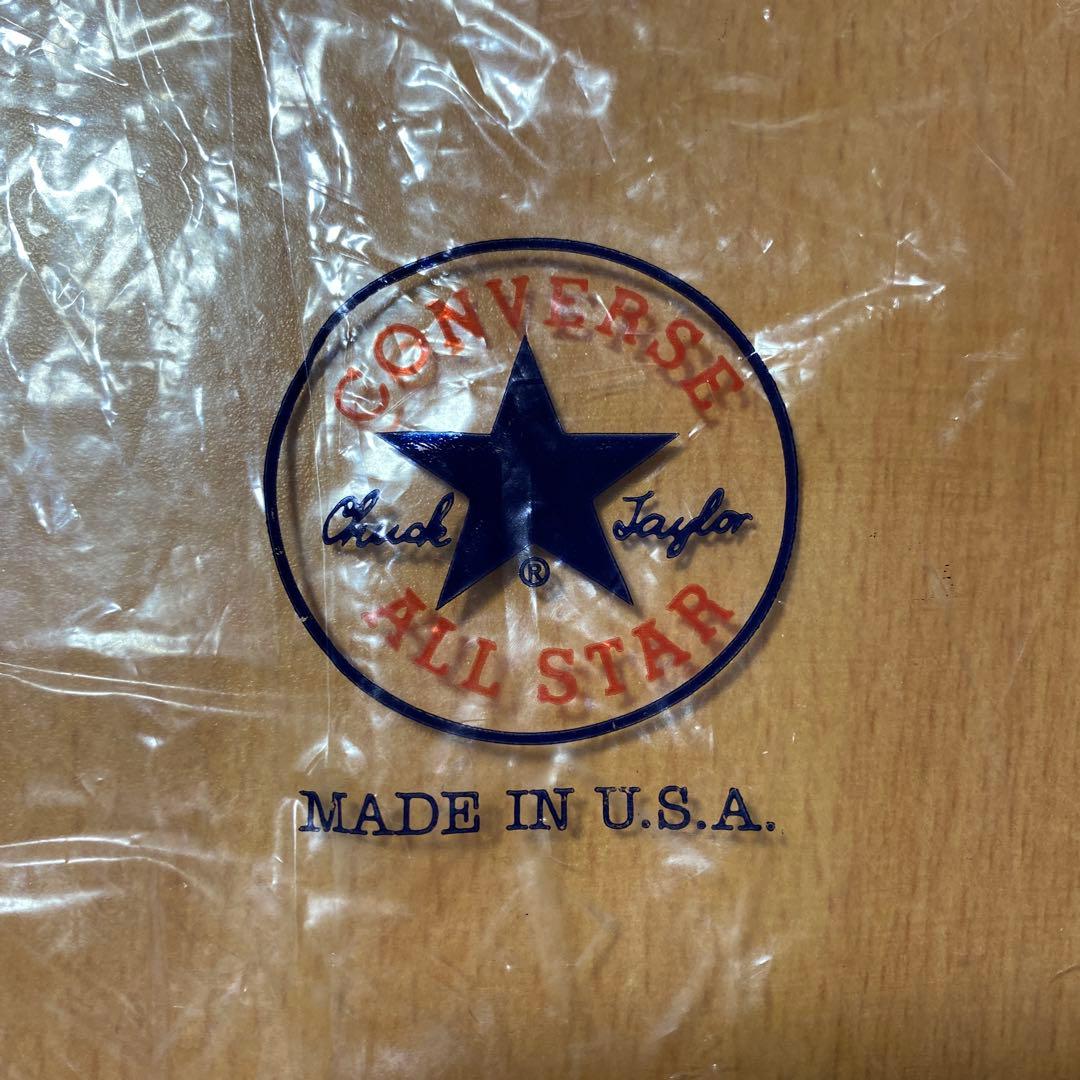 CONVERSE
Chuck Taylor
®
ALL STAR
MADE IN U.S.A.